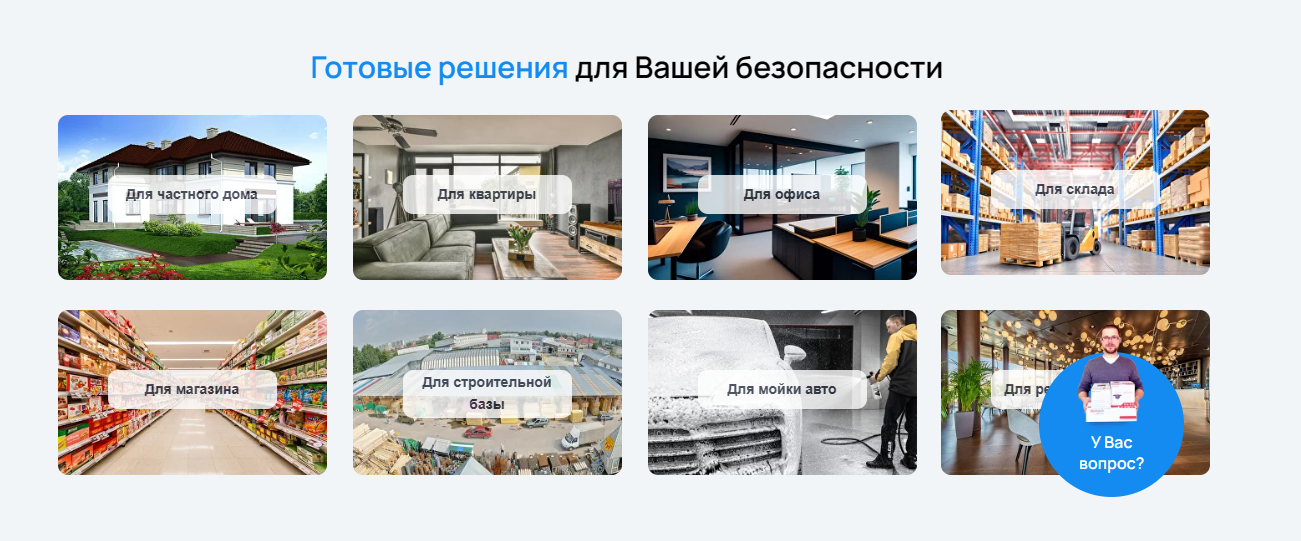 Готовые решения для Вашей безопасности
Для частного дома
Для квартиры
Для офиса
Для склада
Для магазина
Для строительной
базы
Для мойки авто
Для
У Вас
вопрос?